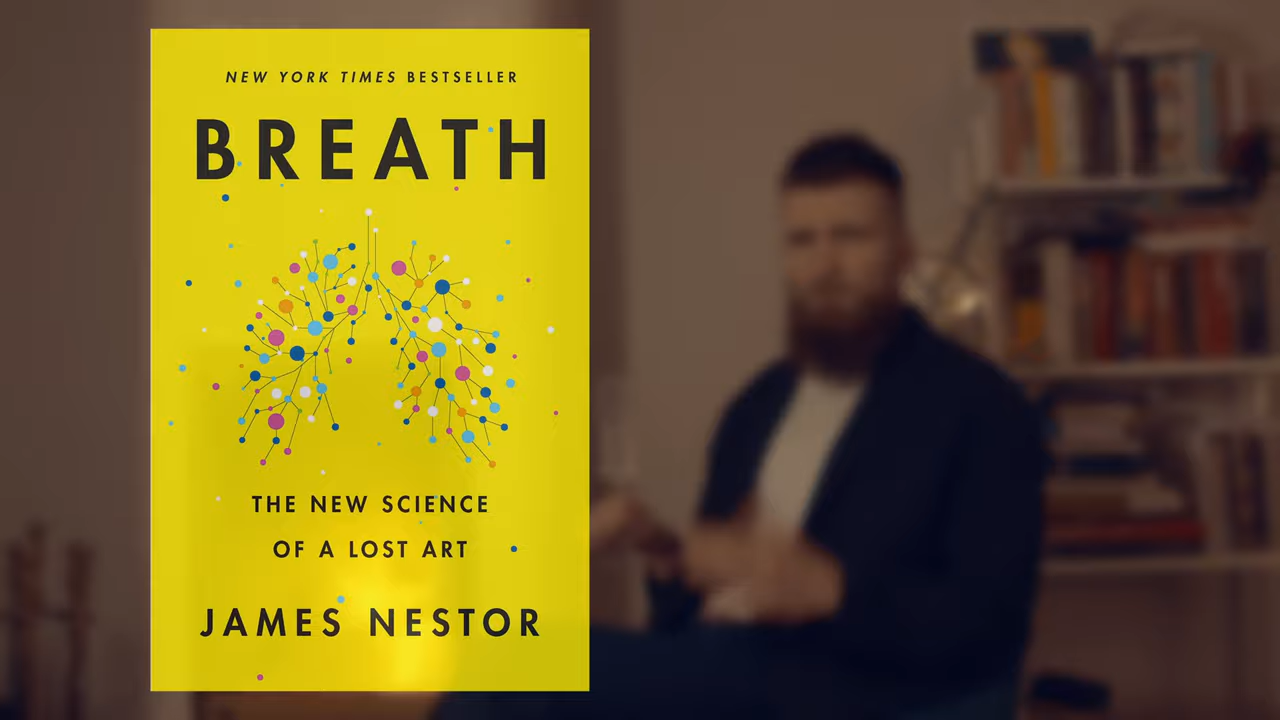 NEW YORK TIMES BESTSELLER
BREATH
THE NEW SCIENCE
OF A LOST ART
JAMES NESTOR